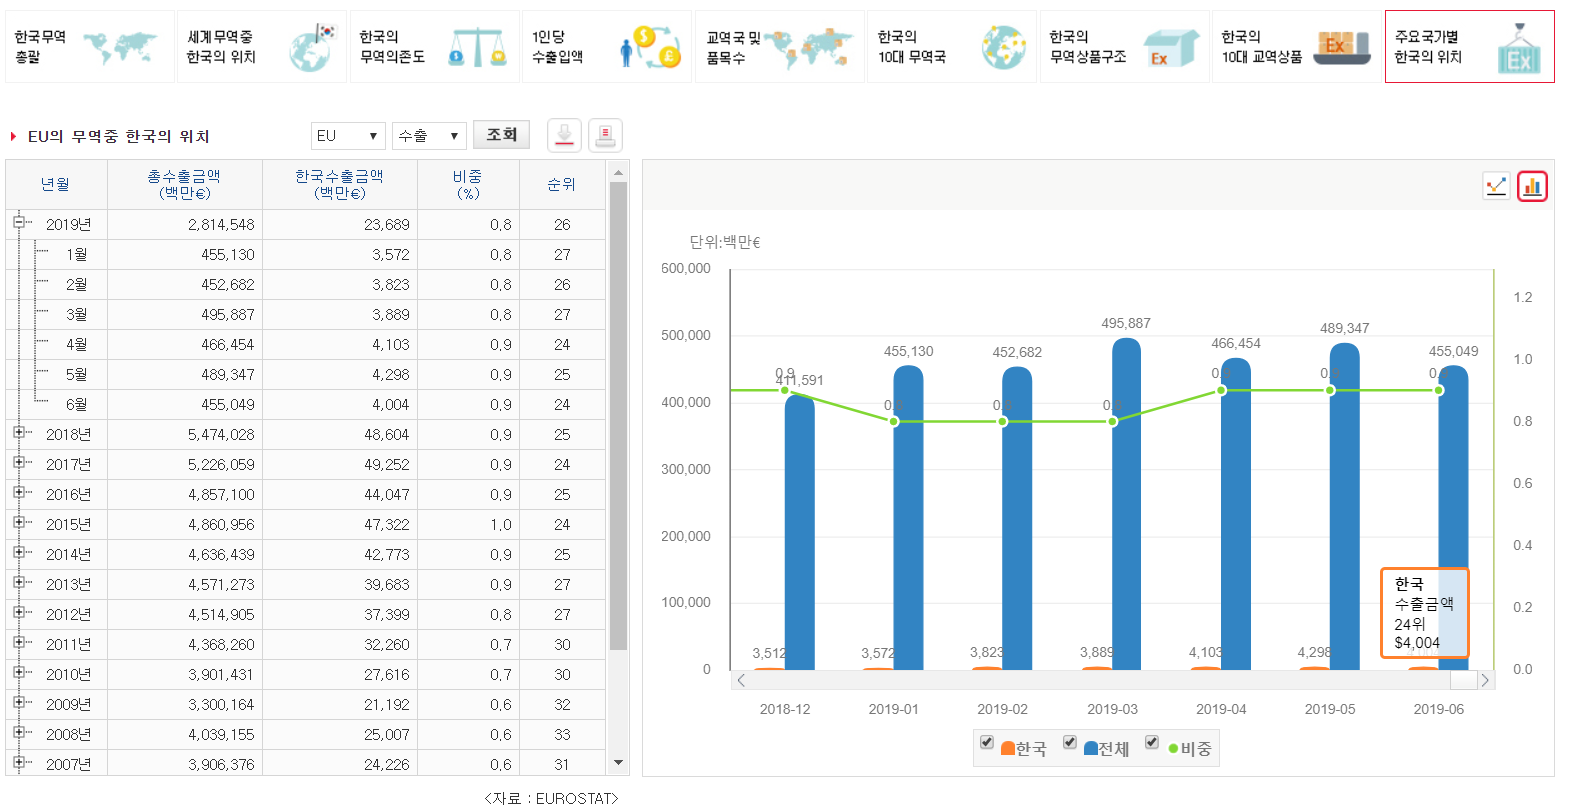 한국무역
총괄
세계무역중
한국의 위치
한국의
무역의존도
1인당
수출입액
교역국 및
품목수
한국의
10대 무역국
한국의
무역상품구조
Ex
한국의
10대 교역상품
Ex
주요국가별
한국의 위치
Ex
EU의 무역중 한국의 위치
EU ▼ 수출 ▼ 조회
년월 총수출금액 (백만€) 한국수출금액 (백만€) 비중 (%) 순위
2019년 2,814,548 23,689 0.8 26
1월 455,130 3,572 0.8 27
2월 452,682 3,823 0.8 26
3월 495,887 3,889 0.8 27
4월 466,454 4,103 0.9 24
5월 489,347 4,298 0.9 25
6월 455,049 4,004 0.9 24
2018년 5,474,028 48,604 0.9 25
2017년 5,226,059 49,252 0.9 24
2016년 4,857,100 44,047 0.9 25
2015년 4,860,956 47,322 1.0 24
2014년 4,636,439 42,773 0.9 25
2013년 4,571,273 39,683 0.9 27
2012년 4,514,905 37,399 0.8 27
2011년 4,368,260 32,260 0.7 30
2010년 3,901,431 27,616 0.7 30
2009년 3,300,164 21,192 0.6 32
2008년 4,039,155 25,007 0.6 33
2007년 3,906,376 24,226 0.6 31
<자료 : EUROSTAT>
단위:백만€
600,000
500,000
400,000
300,000
200,000
100,000
0
1.2
1.0
0.8
0.6
0.4
0.2
0.0
411,591 455,130 452,682 495,887 466,454 489,347 455,049
0.9
3,512 3,572 3,823 3,889 4,103 4,298
한국
수출금액
24위
$4,004
2018-12 2019-01 2019-02 2019-03 2019-04 2019-05 2019-06
한국 전체 비중